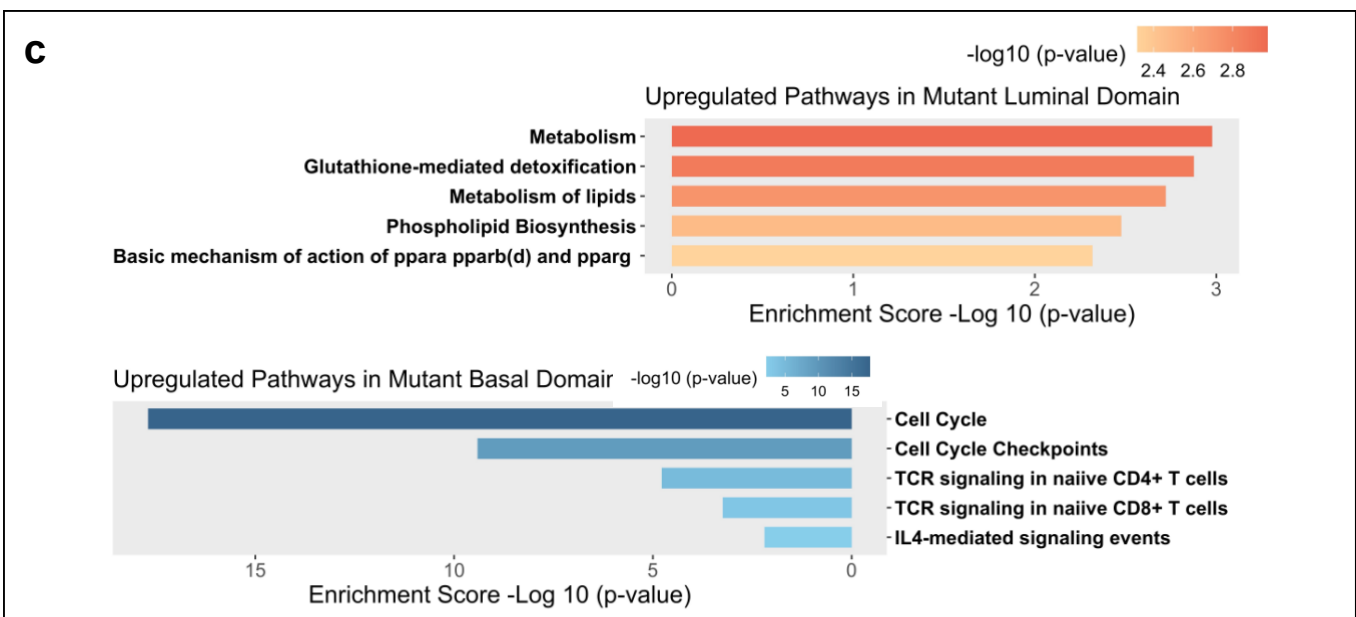 c
-log10 (p-value)
2.4 2.6 2.8
Upregulated Pathways in Mutant Luminal Domain
Metabolism
Glutathione-mediated detoxification
Metabolism of lipids
Phospholipid Biosynthesis
Basic mechanism of action of ppara pparb(d) and pparg
0 1 2 3
Enrichment Score -Log 10 (p-value)
Upregulated Pathways in Mutant Basal Domair
-log10 (p-value)
5 10 15
Cell Cycle
Cell Cycle Checkpoints
TCR signaling in naiive CD4+ T cells
TCR signaling in naiive CD8+ T cells
IL4-mediated signaling events
15 10 5 0
Enrichment Score -Log 10 (p-value)